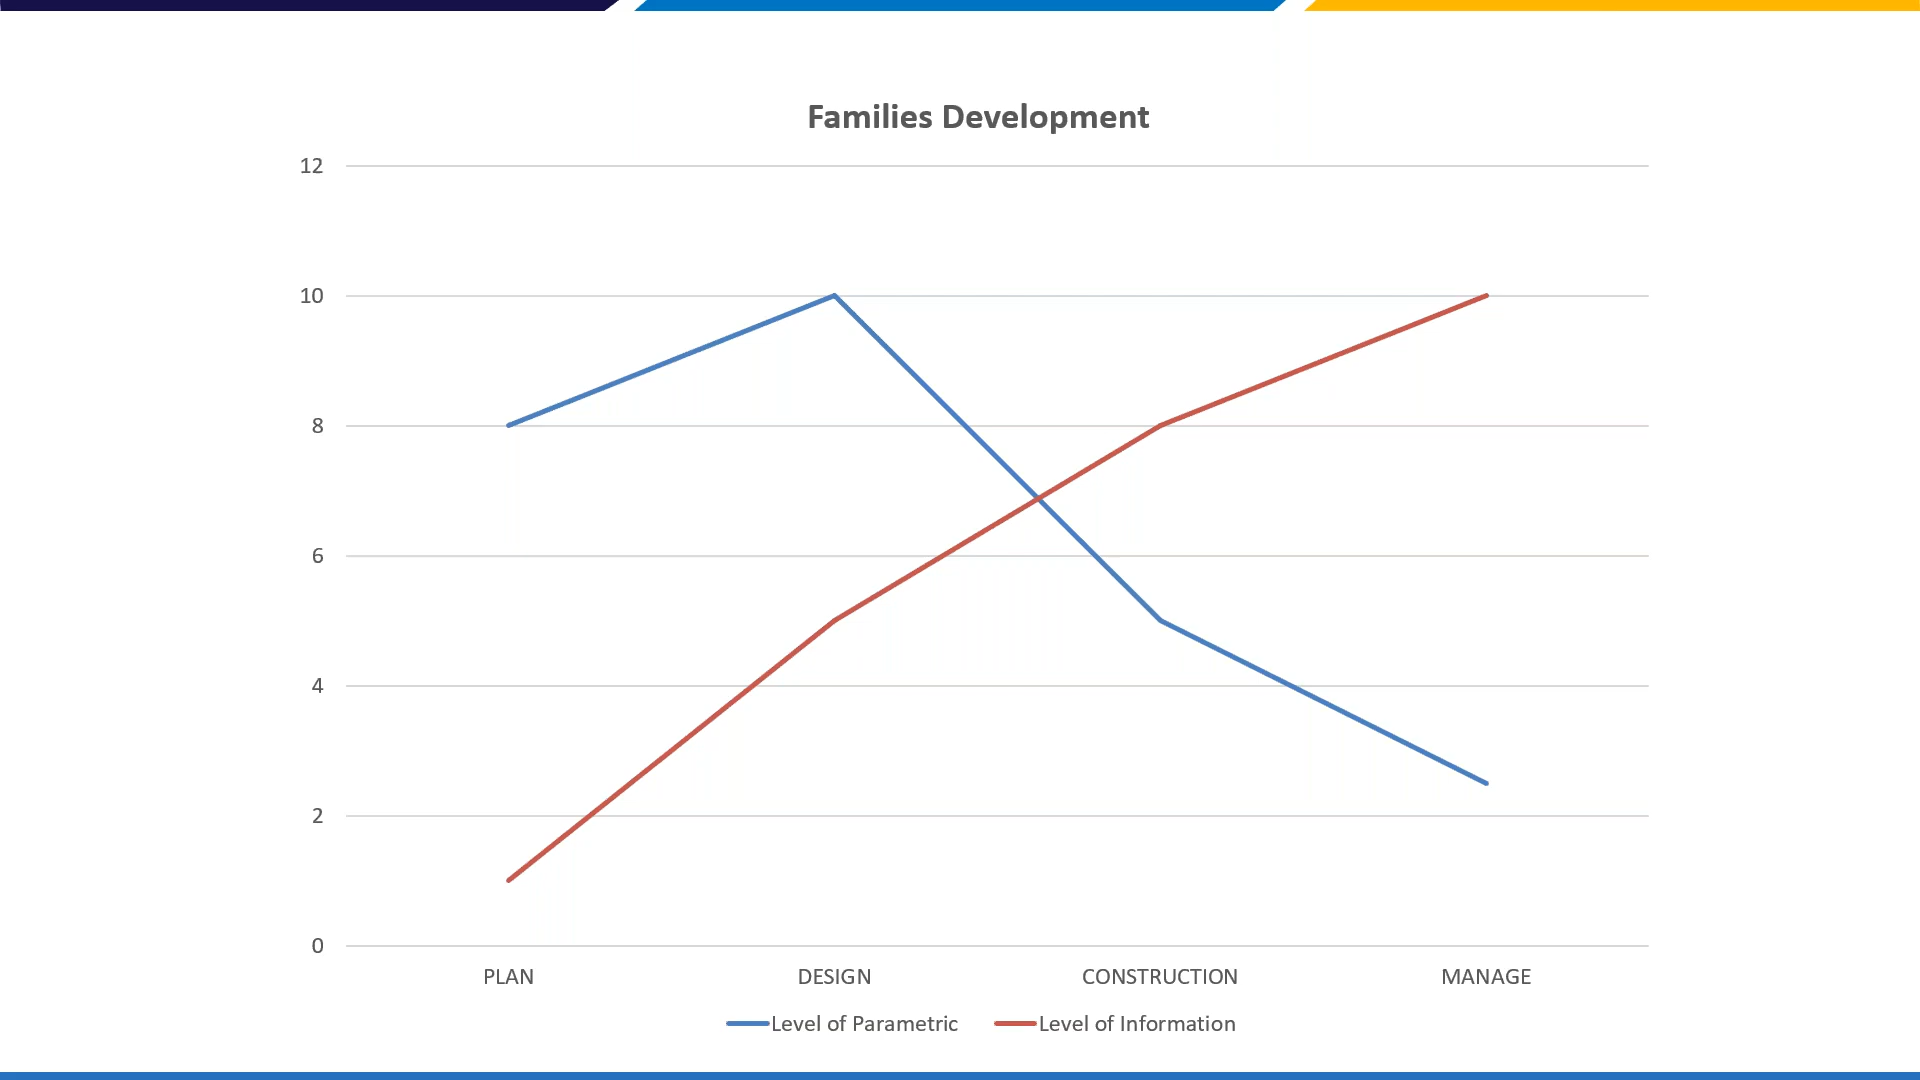 Families Development
12
10
8
6
4
2
0
PLAN DESIGN CONSTRUCTION MANAGE
Level of Parametric Level of Information